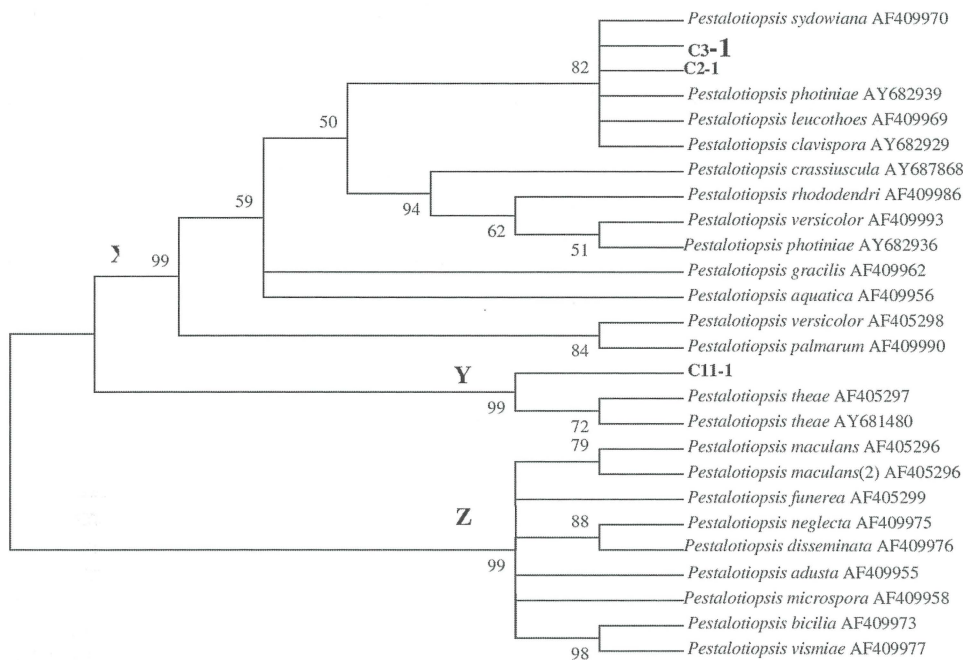 Pestalotiopsis sydowiana AF409970
C3-1
82
C2-1
Pestalotiopsis photiniae AY682939
50
Pestalotiopsis leucothoes AF409969
Pestalotiopsis clavispora AY682929
Pestalotiopsis crassiuscula AY687868
94
Pestalotiopsis rhododendri AF409986
59
62
Pestalotiopsis versicolor AF409993
51
Pestalotiopsis photiniae AY682936
99
Pestalotiopsis gracilis AF409962
Pestalotiopsis aquatica AF409956
Pestalotiopsis versicolor AF405298
84
Pestalotiopsis palmarum AF409990
Y
C11-1
99
Pestalotiopsis theae AF405297
72
Pestalotiopsis theae AY681480
79
Pestalotiopsis maculans AF405296
Pestalotiopsis maculans(2) AF405296
Z
Pestalotiopsis funerea AF405299
88
Pestalotiopsis neglecta AF409975
Pestalotiopsis disseminata AF409976
99
Pestalotiopsis adusta AF409955
Pestalotiopsis microspora AF409958
Pestalotiopsis bicilia AF409973
98
Pestalotiopsis vismiae AF409977